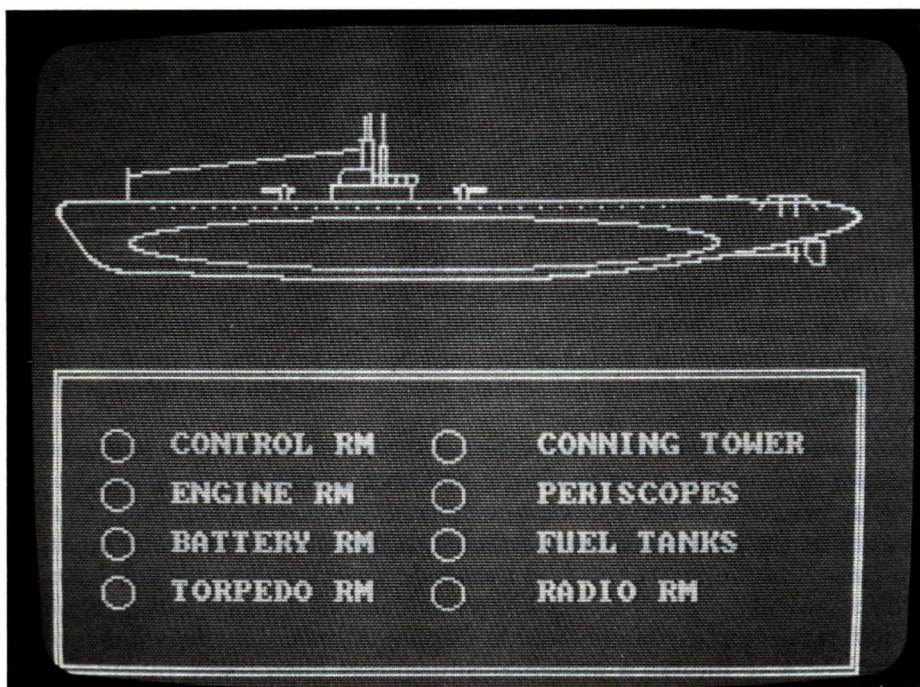 CONTROL RM CONNING TOWER
ENGINE RM PERISCOPES
BATTERY RM FUEL TANKS
TORPEDO RM RADIO RM